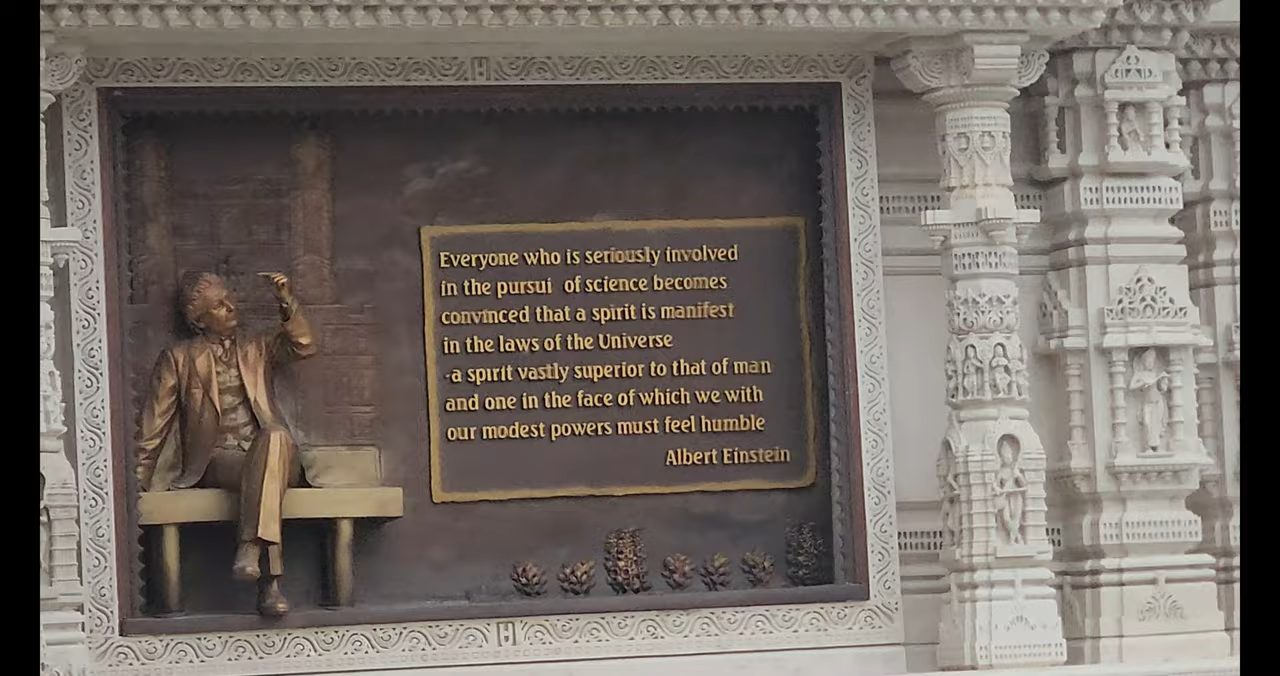 Everyone who is seriously involved
in the pursui of science becomes
convinced that a spirit is manifest
in the laws of the Universe
-a spirit vastly superior to that of man
and one in the face of which we with
our modest powers must feel humble
Albert Einstein